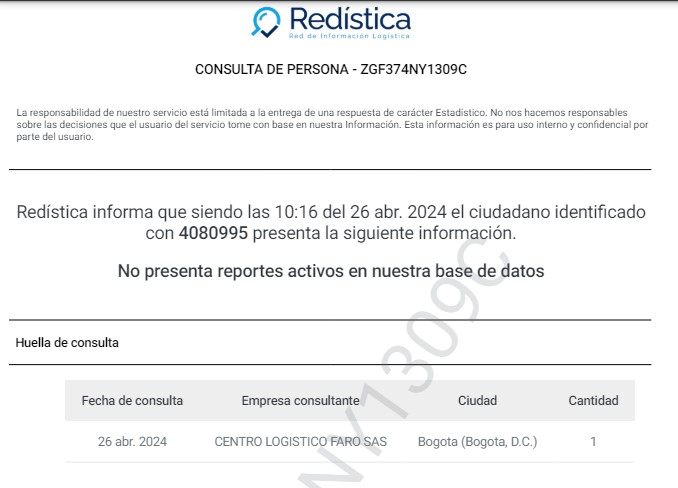 Redística
Red de Información Logística
CONSULTA DE PERSONA - ZGF374NY1309C
La responsabilidad de nuestro servicio está limitada a la entrega de una respuesta de carácter Estadístico. No nos hacemos responsables
sobre las decisiones que el usuario del servicio tome con base en nuestra Información. Esta información es para uso interno y confidencial por
parte del usuario.
Redística informa que siendo las 10:16 del 26 abr. 2024 el ciudadano identificado
con 4080995 presenta la siguiente información.
No presenta reportes activos en nuestra base de datos
Huella de consulta
Fecha de consulta Empresa consultante Ciudad Cantidad
26 abr. 2024 CENTRO LOGISTICO FARO SAS Bogota (Bogota, D.C.) 1
NY1309C